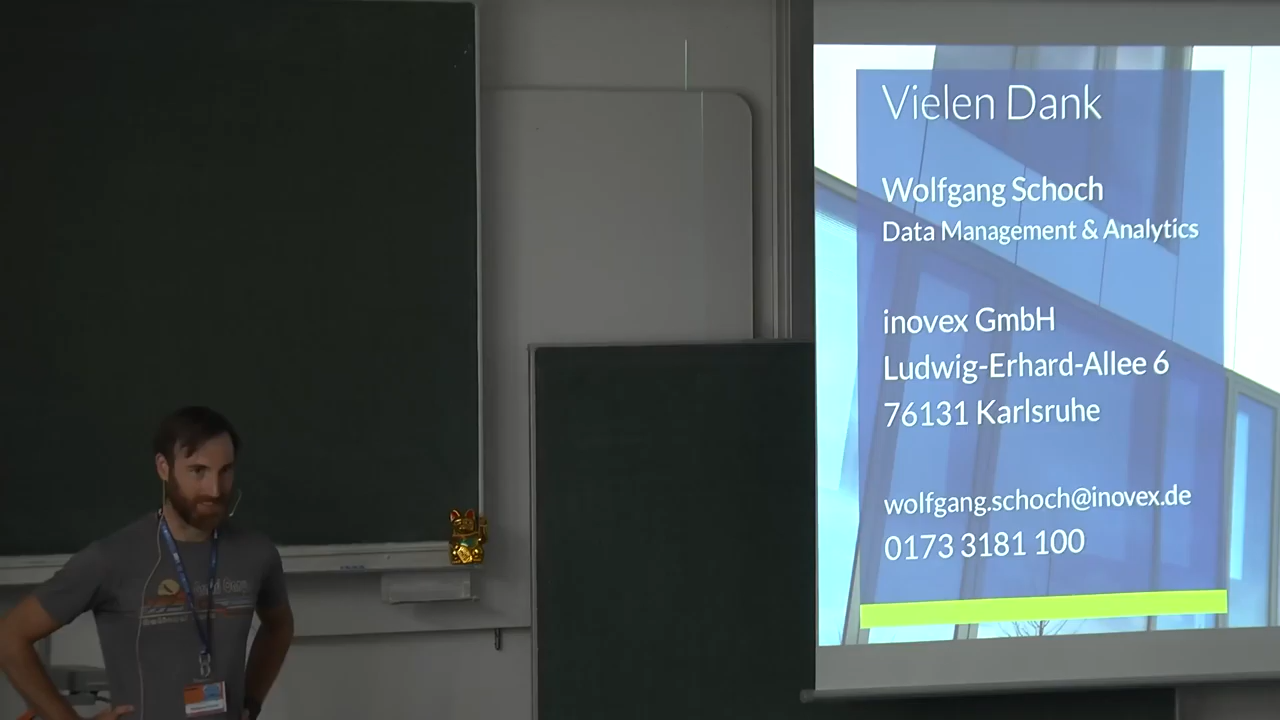 Vielen Dank
Wolfgang Schoch
Data Management & Analytics
inovex GmbH
Ludwig-Erhard-Allee 6
76131 Karlsruhe
wolfgang.schoch@inovex.de
0173 3181 100